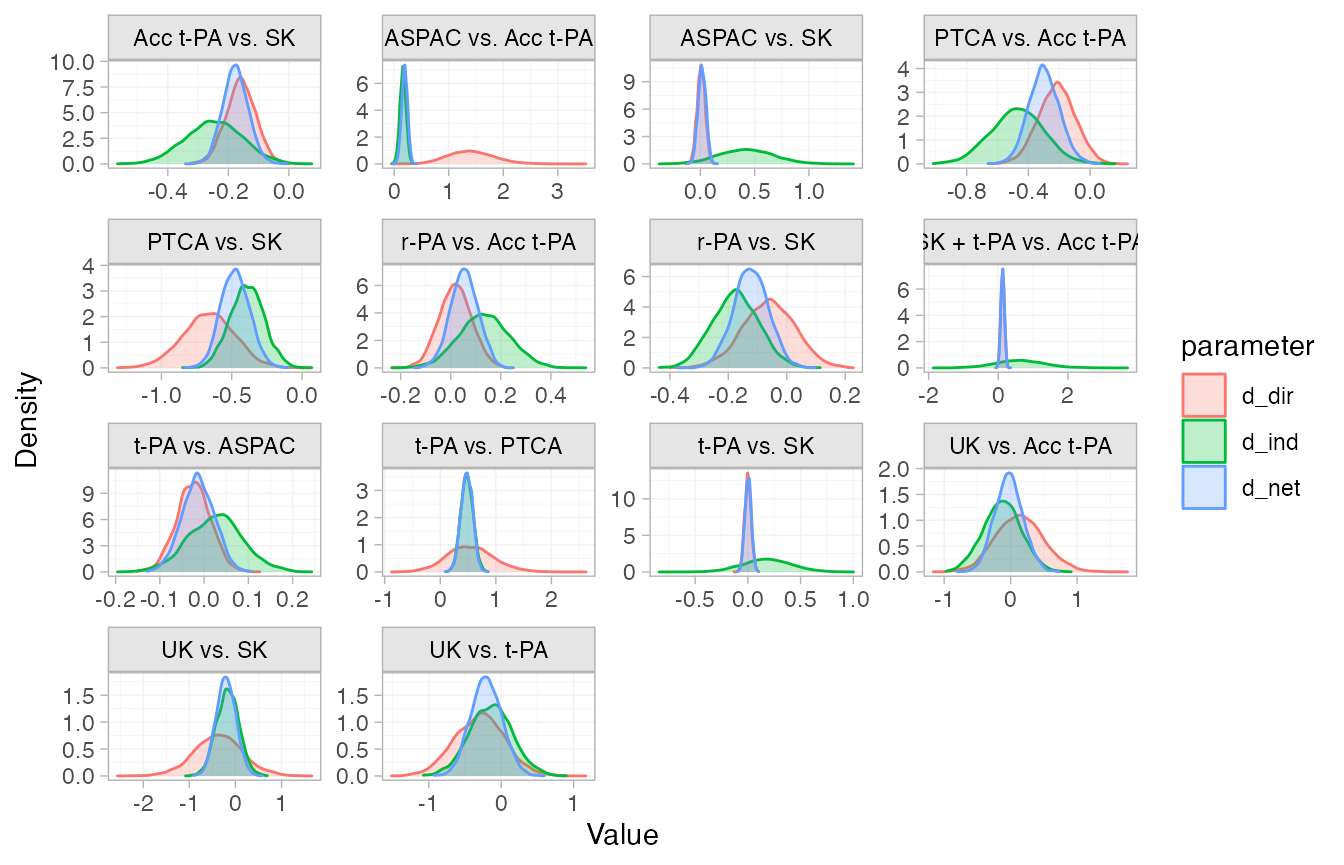 Acc t-PA vs. SK
ASPAC vs. Acc t-PA
ASPAC vs. SK
PTCA vs. Acc t-PA
10.0
7.5
5.0
2.5
0.0
-0.4 -0.2 0.0
6
4
2
0
0 1 2 3
9
6
3
0
0.0 0.5 1.0
4
3
2
1
0
-0.8 -0.4 0.0
PTCA vs. SK
r-PA vs. Acc t-PA
r-PA vs. SK
SK + t-PA vs. Acc t-PA
4
3
2
1
0
-1.0 -0.5 0.0
6
4
2
0
-0.2 0.0 0.2 0.4
6
4
2
0
-0.4 -0.2 0.0 0.2
6
4
2
0
-2 0 2
t-PA vs. ASPAC
t-PA vs. PTCA
t-PA vs. SK
UK vs. Acc t-PA
9
6
3
0
-0.2 -0.1 0.0 0.1 0.2
3
2
1
0
-1 0 1 2
10
5
0
-0.5 0.0 0.5 1.0
2.0
1.5
1.0
0.5
0.0
-1 0 1
UK vs. SK
UK vs. t-PA
1.5
1.0
0.5
0.0
-2 -1 0 1
1.5
1.0
0.5
0.0
-1 0 1
Density
Value
parameter
d_dir
d_ind
d_net